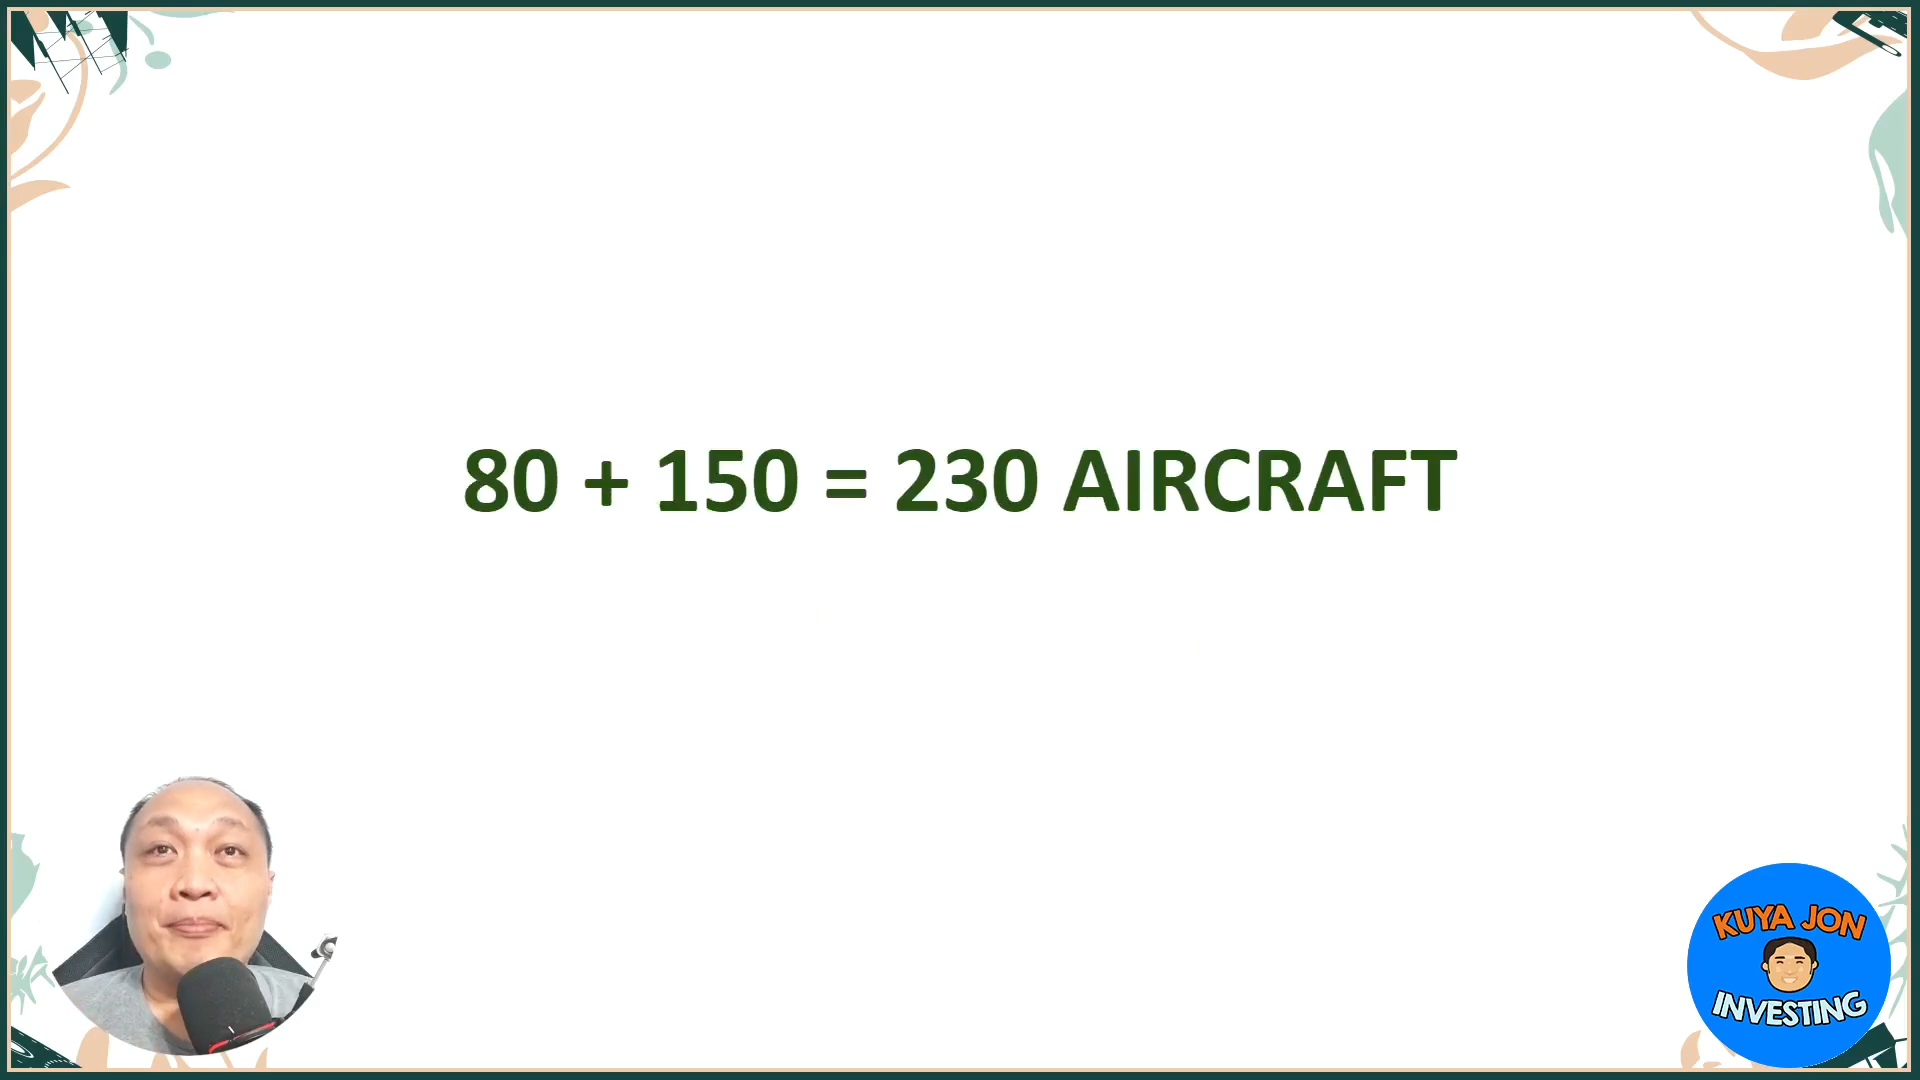 80 + 150 = 230 AIRCRAFT
KUYA JON
INVESTING